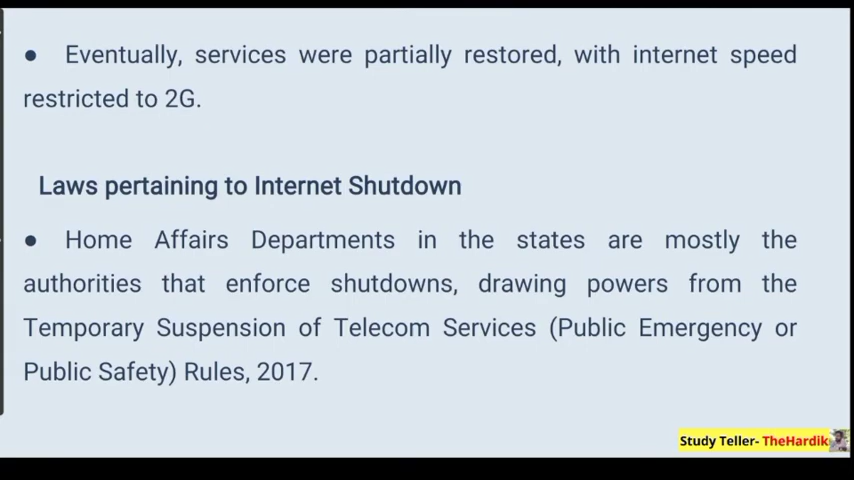 ● Eventually, services were partially restored, with internet speed
restricted to 2G.
Laws pertaining to Internet Shutdown
● Home Affairs Departments in the states are mostly the
authorities that enforce shutdowns, drawing powers from the
Temporary Suspension of Telecom Services (Public Emergency or
Public Safety) Rules, 2017.
Study Teller- TheHardik